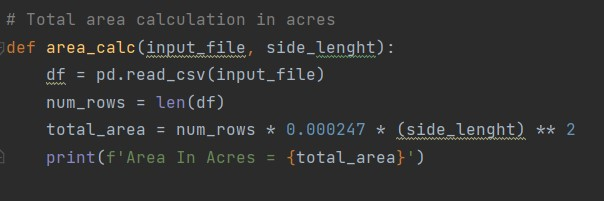 # Total area calculation in acres
def area_calc(input_file, side_lenght):
    df = pd.read_csv(input_file)
    num_rows = len(df)
    total_area = num_rows * 0.000247 * (side_lenght) ** 2
    print(f'Area In Acres = {total_area}')